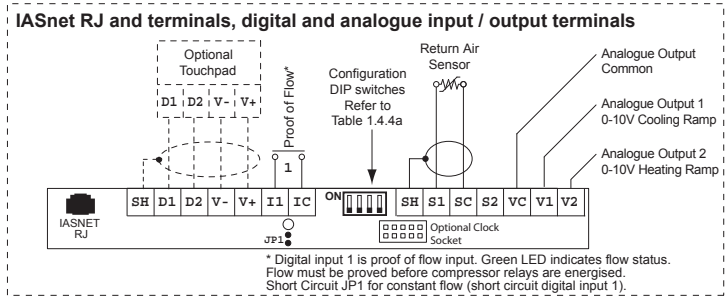 IASnet RJ and terminals, digital and analogue input / output terminals
Optional
Touchpad
D1 D2 V- V+
Proof of Flow*
1
Configuration
DIP switches
Refer to
Table 1.4.4a
Return Air
Sensor
Analogue Output
Common
Analogue Output 1
0-10V Cooling Ramp
Analogue Output 2
0-10V Heating Ramp
IASNET
RJ
SH D1 D2 V- V+ I1 IC
ON
SH S1 SC S2 VC V1 V2
JP1
Optional Clock
Socket
* Digital input 1 is proof of flow input. Green LED indicates flow status.
Flow must be proved before compressor relays are energised.
Short Circuit JP1 for constant flow (short circuit digital input 1).